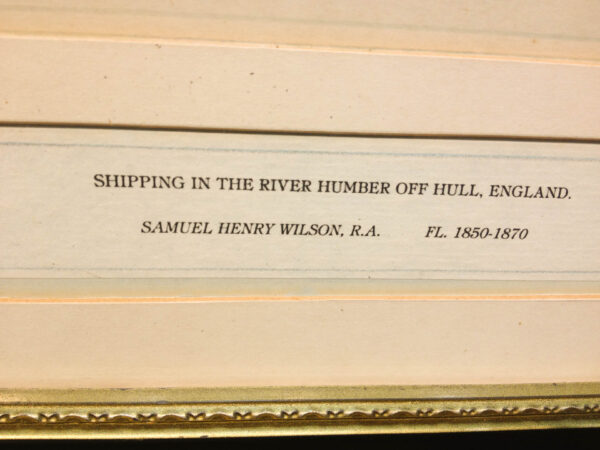 SHIPPING IN THE RIVER HUMBER OFF HULL, ENGLAND.
SAMUEL HENRY WILSON, R.A. FL. 1850-1870